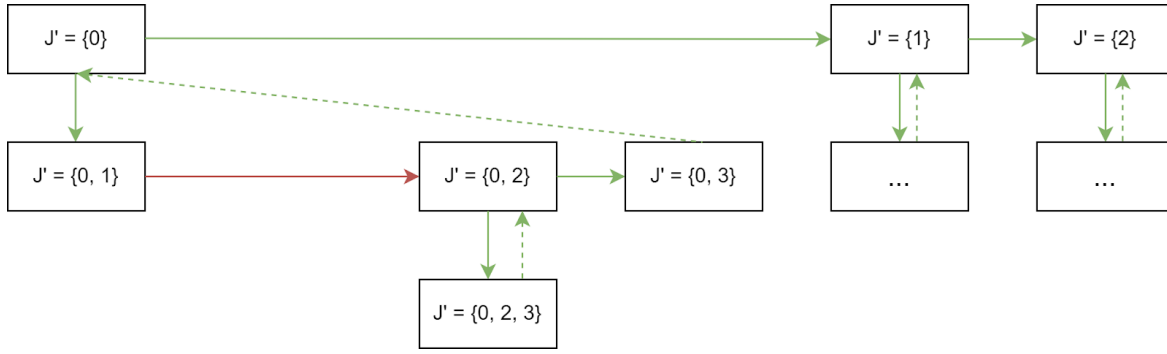 J' = {0}
J' = {1}
J' = {2}
J' = {0, 1}
J' = {0, 2}
J' = {0, 3}
...
...
J' = {0, 2, 3}